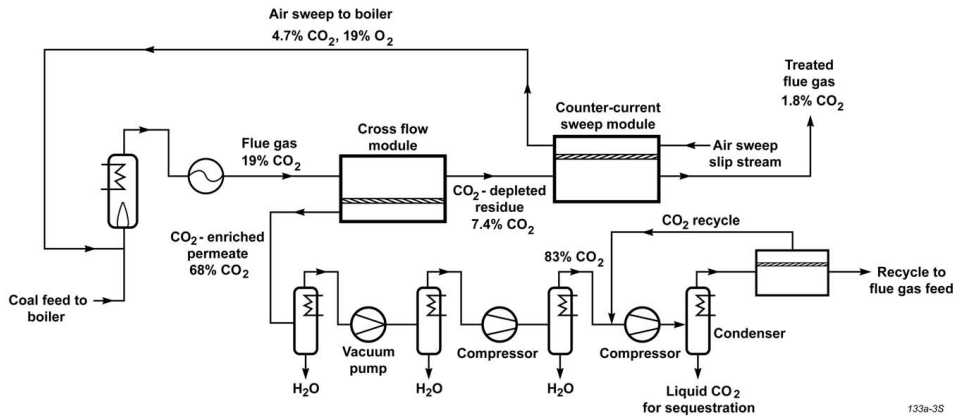 Air sweep to boiler
4.7% CO₂, 19% O₂
Treated
flue gas
1.8% CO₂
Counter-current
sweep module
Cross flow
module
Flue gas
19% CO₂
Air sweep
slip stream
CO₂ - depleted
residue
7.4% CO₂
CO₂ - enriched
permeate
68% CO₂
CO₂ recycle
83% CO₂
Coal feed to
boiler
Recycle to
flue gas feed
Vacuum
pump
Compressor
Compressor
Condenser
H₂O
H₂O
H₂O
Liquid CO₂
for sequestration
133a-3S